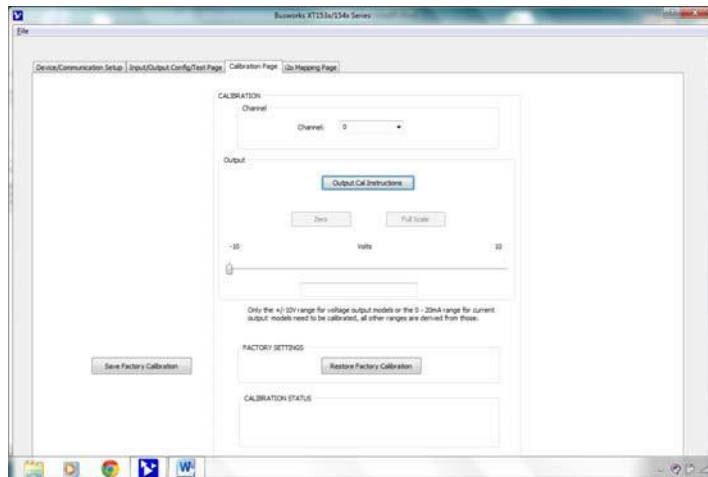 Busworks XT153x/154x Series
File
Device/Communication Setup
Input/Output Config/Test Page
Calibration Page
i2o Mapping Page
CALIBRATION
Channel
Channel: 0
Output
Output Cal Instructions
Zero
Full Scale
-10 Volts 10
Only the +/-10V range for voltage output models or the 0 - 20mA range for current
output models need to be calibrated, all other ranges are derived from those.
FACTORY SETTINGS
Save Factory Calibration
Restore Factory Calibration
CALIBRATION STATUS